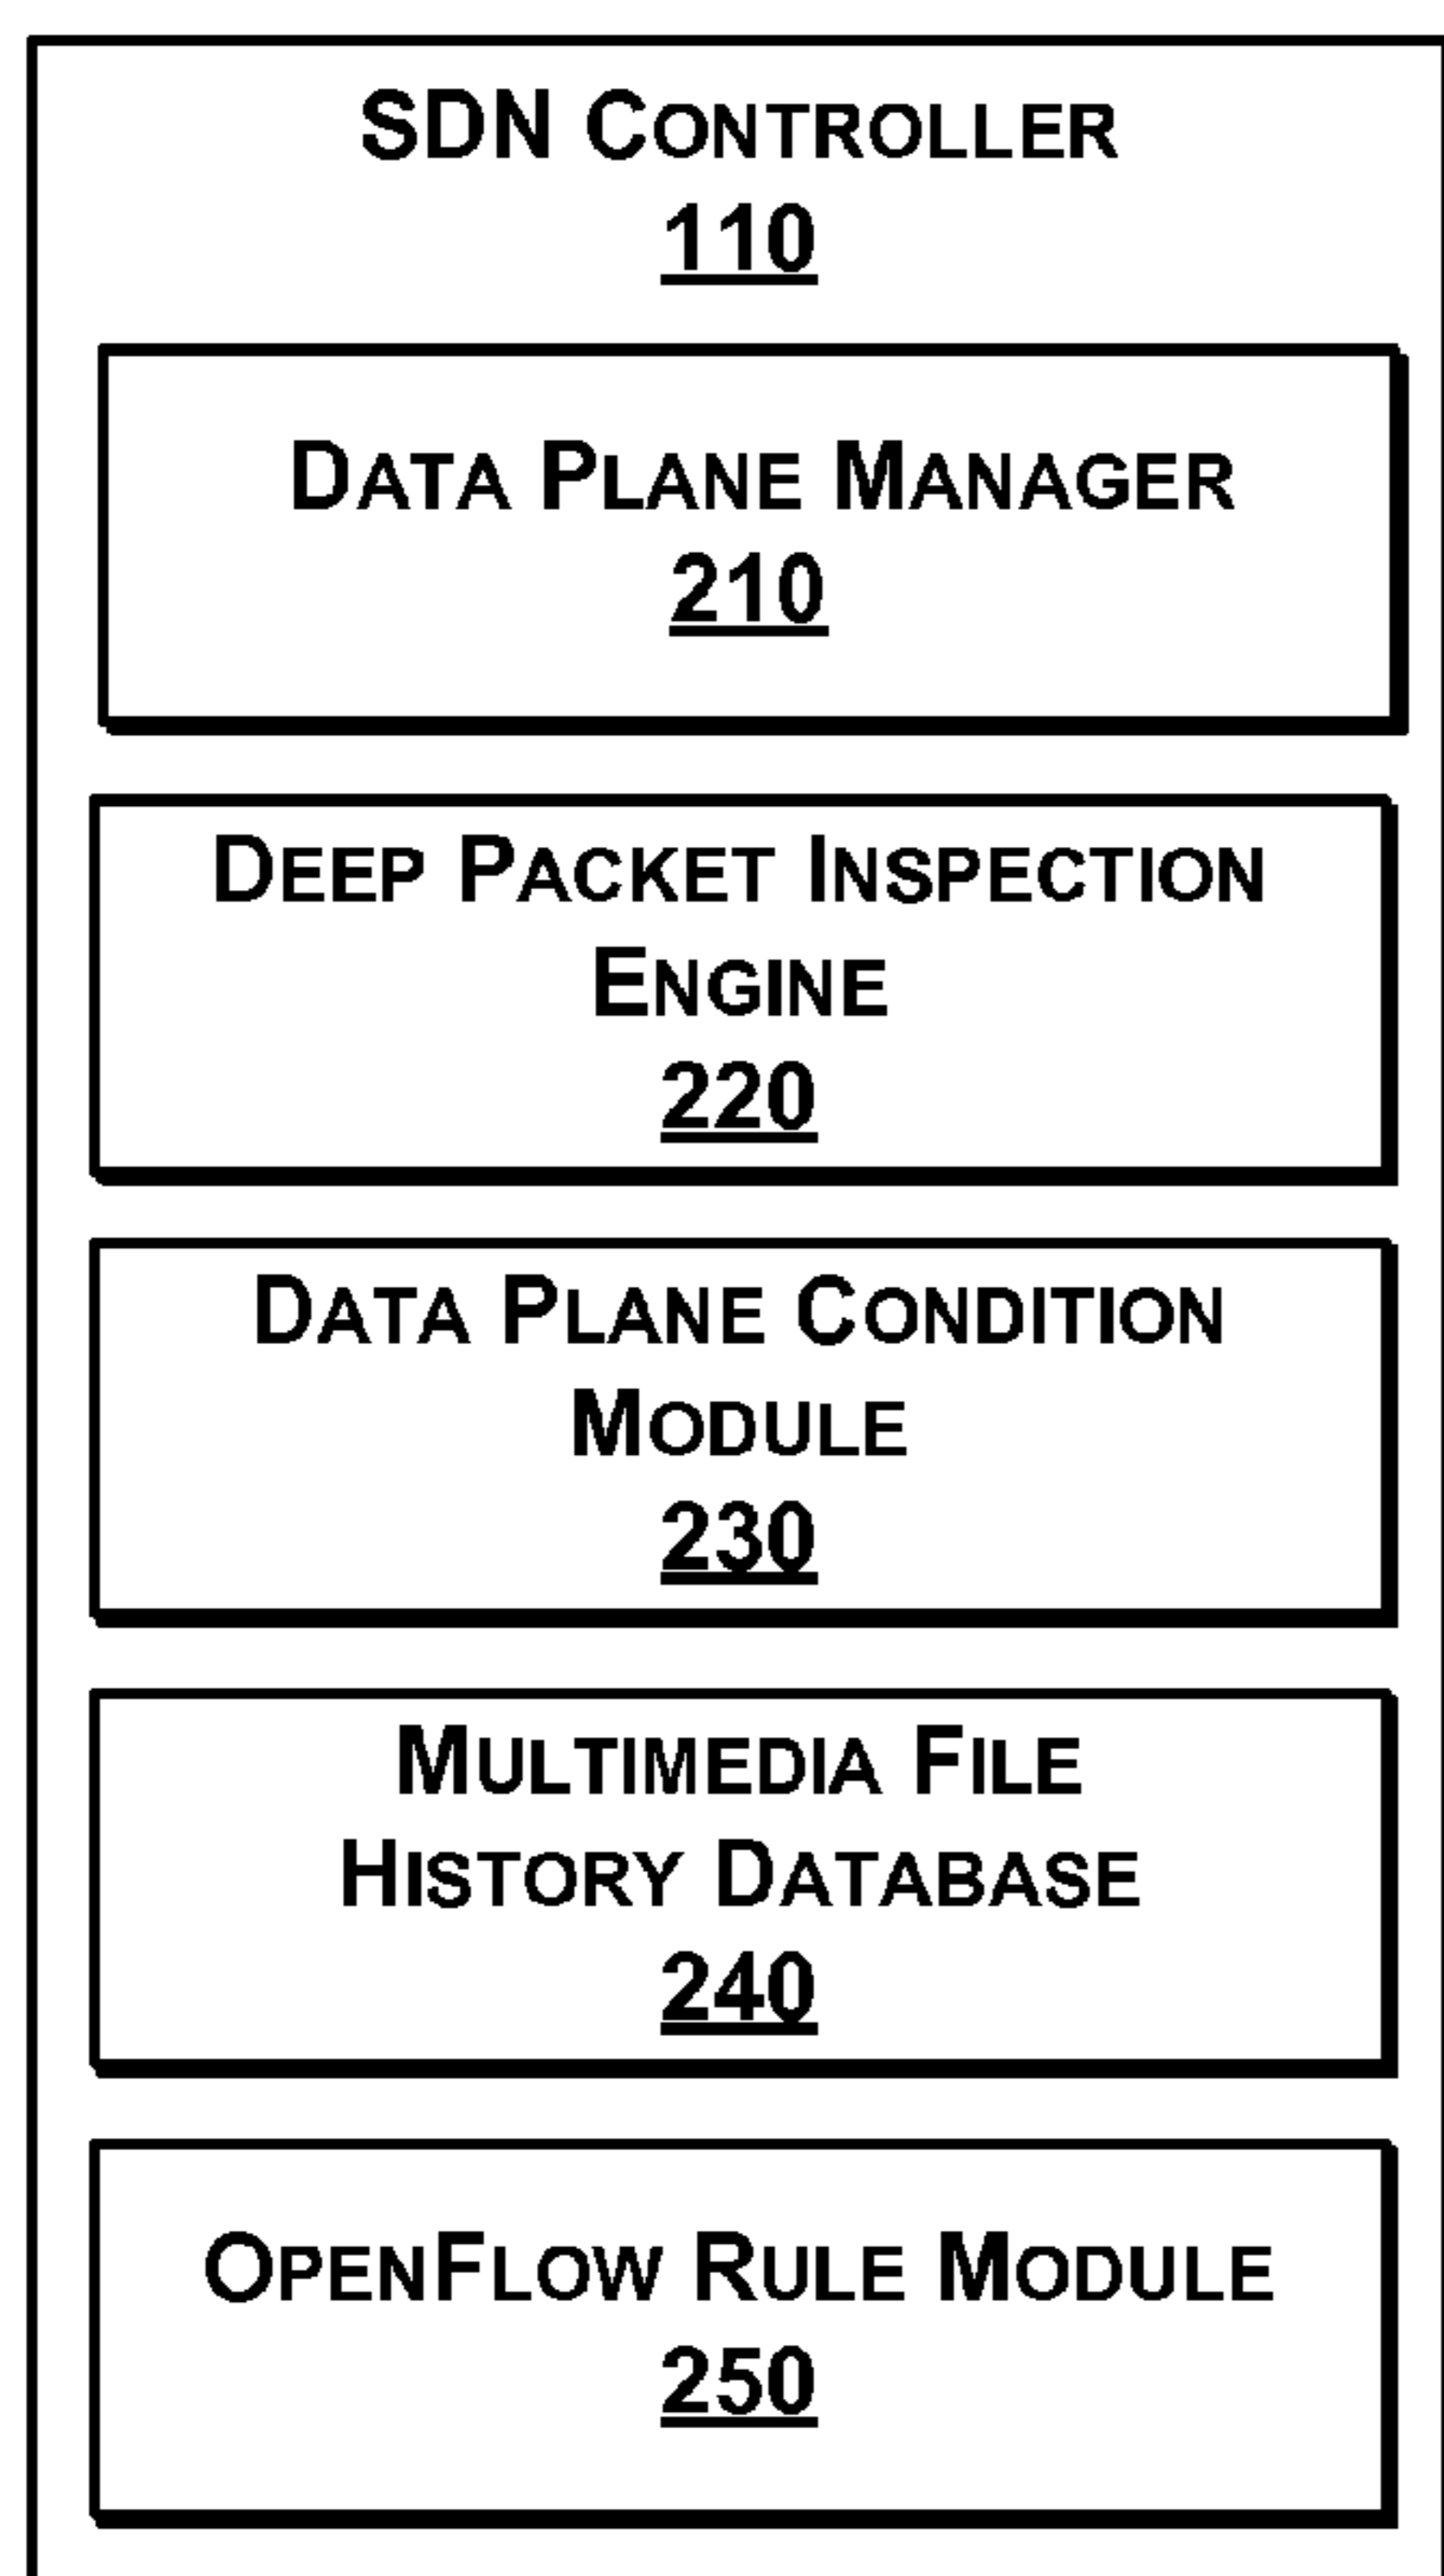 SDN CONTROLLER
110
DATA PLANE MANAGER
210
DEEP PACKET INSPECTION
ENGINE
220
DATA PLANE CONDITION
MODULE
230
MULTIMEDIA FILE
HISTORY DATABASE
240
OPENFLOW RULE MODULE
250